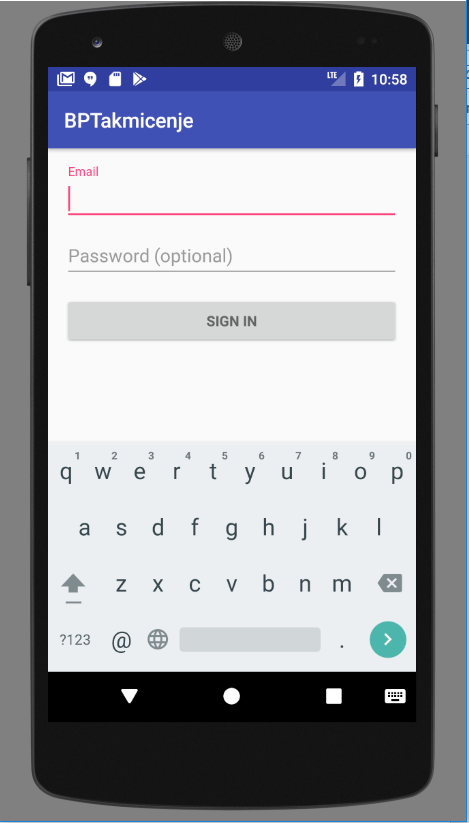 LTE 10:58
BPTakmicenje
Email
Password (optional)
SIGN IN
1 2 3 4 5 6 7 8 9 0
q w e r t y u i o p
a s d f g h j k l
z x c v b n m
?123 @ .